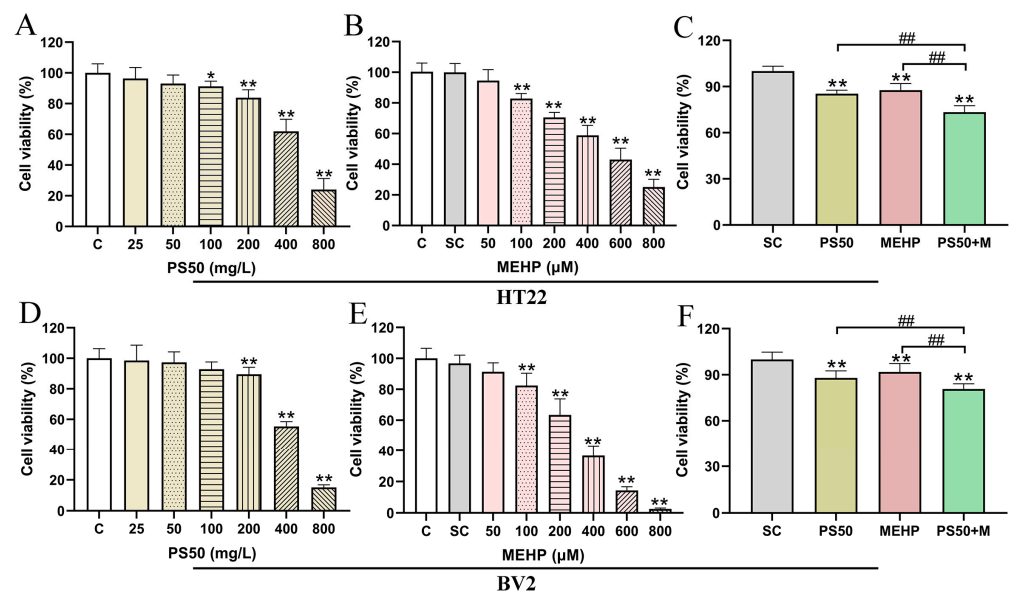 A
Cell viability (%)
120
100
80
60
40
20
0
*
**
**
**
C 25 50 100 200 400 800
PS50 (mg/L)
B
Cell viability (%)
120
100
80
60
40
20
0
**
**
**
**
**
C SC 50 100 200 400 600 800
MEHP (μM)
C
Cell viability (%)
120
90
60
30
0
##
##
**
**
**
SC PS50 MEHP PS50+M
HT22
D
Cell viability (%)
120
100
80
60
40
20
0
**
**
**
C 25 50 100 200 400 800
PS50 (mg/L)
E
Cell viability (%)
120
100
80
60
40
20
0
**
**
**
**
**
C SC 50 100 200 400 600 800
MEHP (μM)
F
Cell viability (%)
120
90
60
30
0
##
##
**
**
**
SC PS50 MEHP PS50+M
BV2